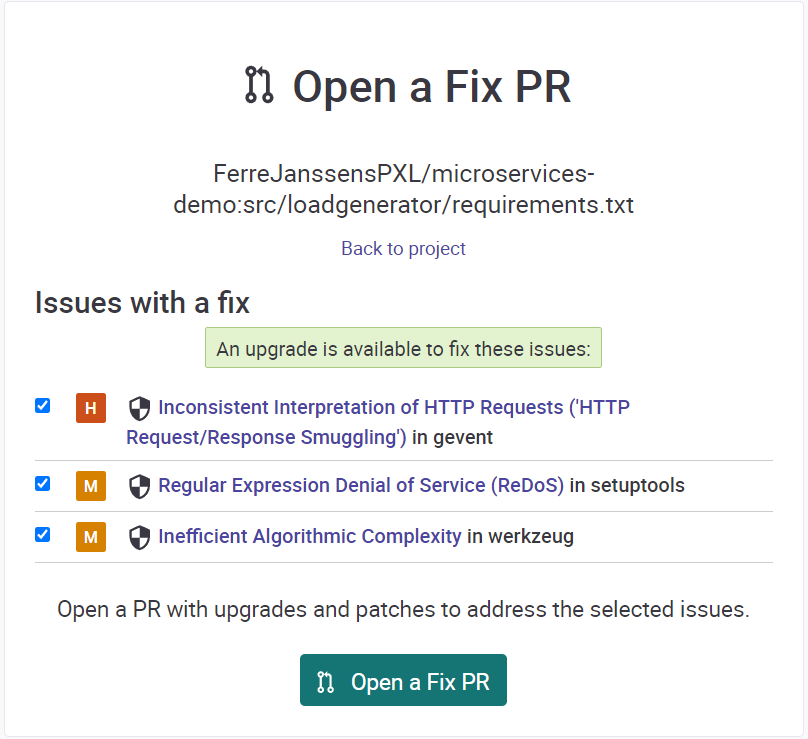 Open a Fix PR
FerreJanssensPXL/microservices-
demo:src/loadgenerator/requirements.txt
Back to project
Issues with a fix
An upgrade is available to fix these issues:
H Inconsistent Interpretation of HTTP Requests ('HTTP
Request/Response Smuggling') in gevent
M Regular Expression Denial of Service (ReDoS) in setuptools
M Inefficient Algorithmic Complexity in werkzeug
Open a PR with upgrades and patches to address the selected issues.
Open a Fix PR